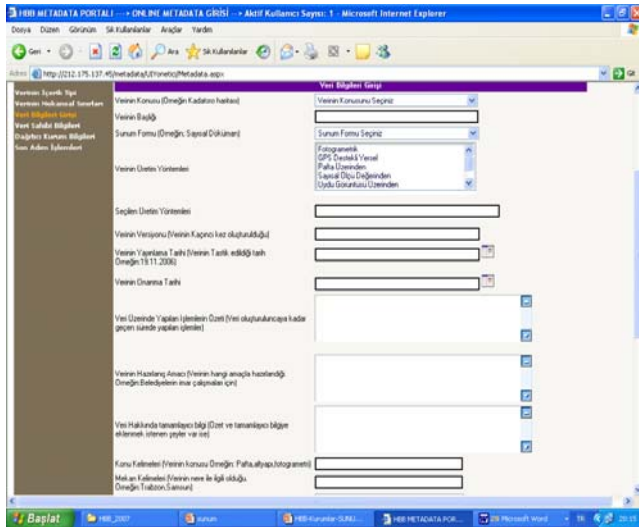 HBB METADATA PORTALI ---> ONLINE METADATA GİRİŞİ --> Aktif Kullanıcı Sayısı: 1 - Microsoft Internet Explorer
Dosya Düzen Görünüm Sık Kullanılanlar Araçlar Yardım
Geri Ara Sık Kullanılanlar
Adres http://212.175.137.45/metadata/UIYonetici/Metadata.aspx Git
Verinin İçerik Tipi
Verinin Mekansal Sınırları
Veri Bilgileri Girişi
Veri Sahibi Bilgileri
Dağıtıcı Kurum Bilgileri
Son Adım İşlemleri
Veri Bilgileri Girişi
Verinin Konusu (Örneğin Kadastro haritası) Verinin Konusunu Seçiniz
Verinin Başlığı
Sunum Formu (Örneğin; Sayısal Döküman) Sunum Formu Seçiniz
Verinin Üretim Yöntemleri
Fotogrametrik
GPS Destekli Yersel
Pafta Üzerinden
Sayısal Ölçü Değerinden
Uydu Görüntüsü Üzerinden
Seçilen Üretim Yöntemleri
Verinin Versiyonu (Verinin Kaçıncı kez oluşturulduğu)
Verinin Yayınlama Tarihi (Verinin Tastik edildiği tarih
Örneğin:19.11.2006)
Verinin Onanma Tarihi
Veri Üzerinde Yapılan İşlemlerin Özeti (Veri oluşturuluncaya kadar
geçen sürede yapılan işlemler)
Verinin Hazırlanış Amacı (Verinin hangi amaçla hazırlandığı.
Örneğin:Belediyelerin imar çalışmaları için)
Veri Hakkında tamamlayıcı bilgi (Özet ve tamamlayıcı bilgiye
eklenmek istenen şeyler var ise)
Konu Kelimeleri (Verinin konusu Örneğin: Pafta,altyapı,fotogrametri)
Mekan Kelimeleri (Verinin nere ile ilgili olduğu.
Örneğin:Trabzon,Samsun)
Başlat HBB_2007 sunum HBB-Kurumlar-SUNU... HBB METADATA POR... Microsoft Word TR